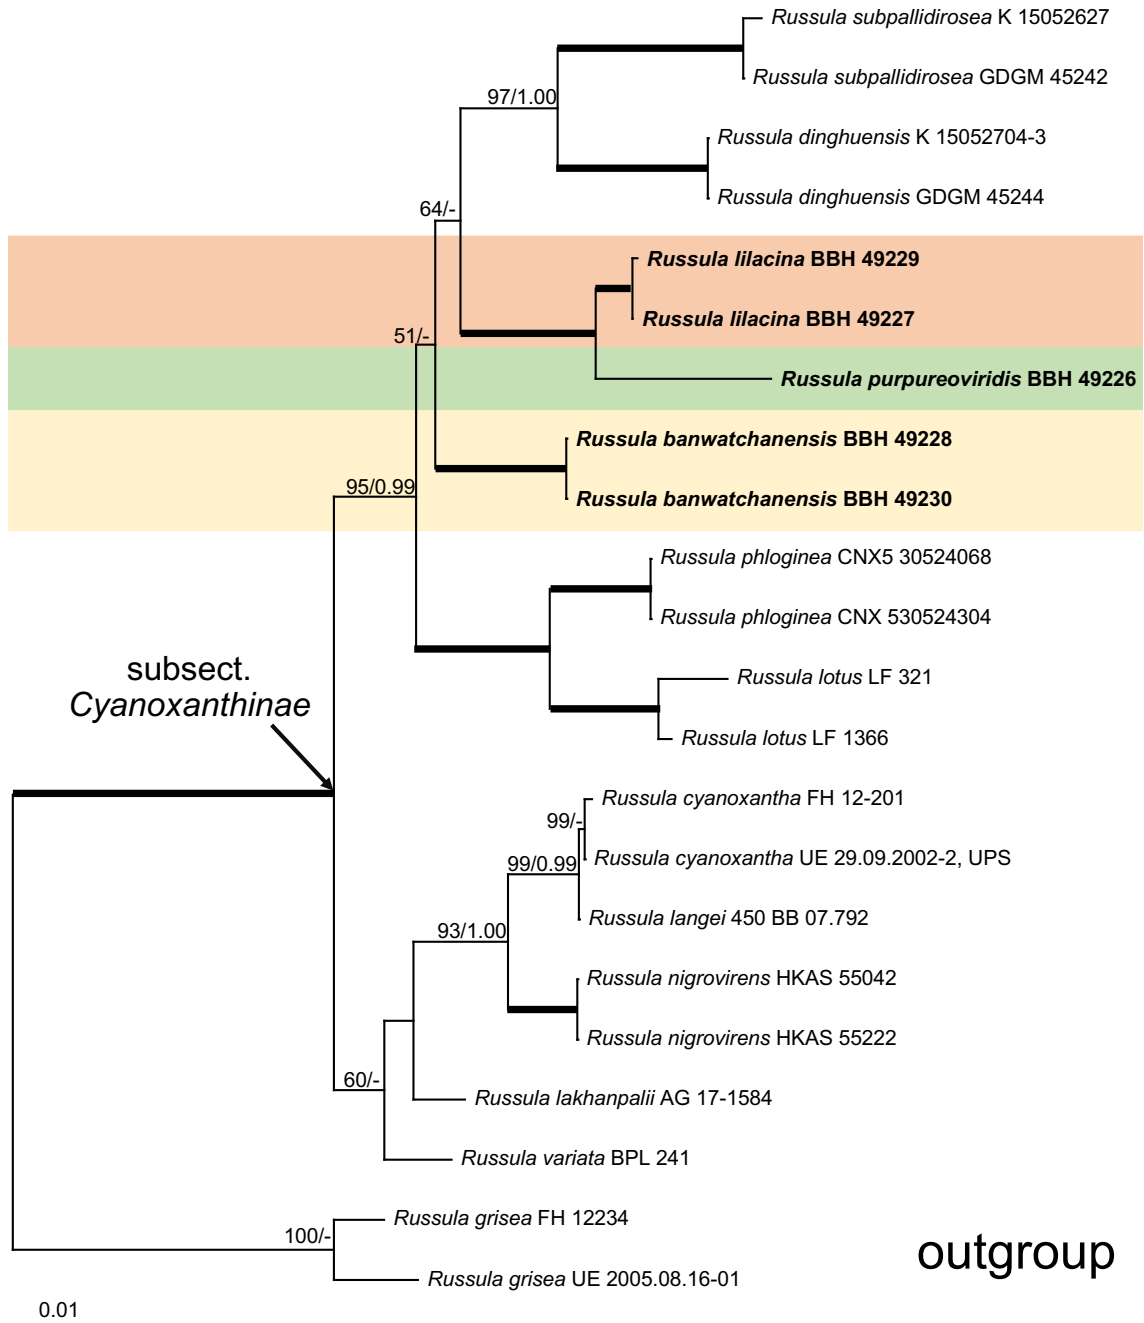 Russula subpallidirosea K 15052627
Russula subpallidirosea GDGM 45242
97/1.00
Russula dinghuensis K 15052704-3
Russula dinghuensis GDGM 45244
64/-
Russula lilacina BBH 49229
Russula lilacina BBH 49227
51/-
Russula purpureoviridis BBH 49226
Russula banwatchanensis BBH 49228
95/0.99
Russula banwatchanensis BBH 49230
Russula phloginea CNX5 30524068
Russula phloginea CNX 530524304
subsect.
Cyanoxanthinae
Russula lotus LF 321
Russula lotus LF 1366
Russula cyanoxantha FH 12-201
99/-
Russula cyanoxantha UE 29.09.2002-2, UPS
99/0.99
Russula langei 450 BB 07.792
93/1.00
Russula nigrovirens HKAS 55042
Russula nigrovirens HKAS 55222
60/-
Russula lakhanpalii AG 17-1584
Russula variata BPL 241
Russula grisea FH 12234
100/-
outgroup
Russula grisea UE 2005.08.16-01
0.01